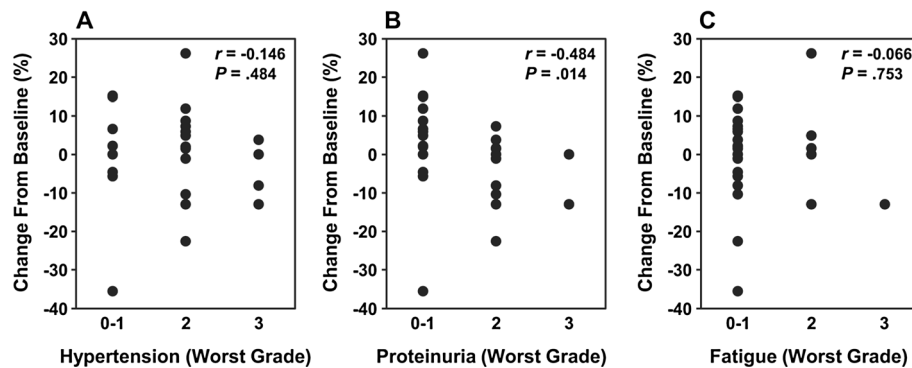 A
r = -0.146
P = .484
Change From Baseline (%)
30
20
10
0
-10
-20
-30
-40
0-1
2
3
Hypertension (Worst Grade)
B
r = -0.484
P = .014
Change From Baseline (%)
30
20
10
0
-10
-20
-30
-40
0-1
2
3
Proteinuria (Worst Grade)
C
r = -0.066
P = .753
Change From Baseline (%)
30
20
10
0
-10
-20
-30
-40
0-1
2
3
Fatigue (Worst Grade)